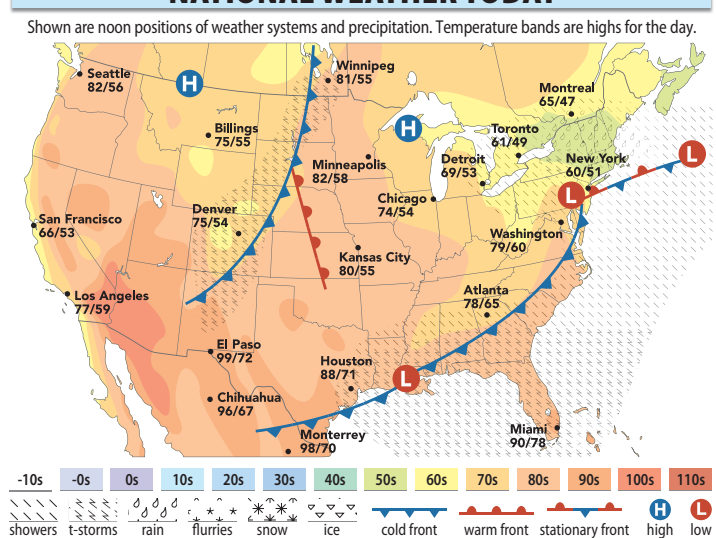 NATIONAL WEATHER TODAY
Shown are noon positions of weather systems and precipitation. Temperature bands are highs for the day.
Seattle
82/56
H
Winnipeg
81/55
Montreal
65/47
Billings
75/55
H
Toronto
61/49
Minneapolis
82/58
Detroit
69/53
New York
60/51
L
L
Chicago
74/54
San Francisco
66/53
Denver
75/54
Kansas City
80/55
Washington
79/60
Los Angeles
77/59
Atlanta
78/65
El Paso
99/72
Houston
88/71
L
Chihuahua
96/67
Monterrey
98/70
Miami
90/78
-10s -0s 0s 10s 20s 30s 40s 50s 60s 70s 80s 90s 100s 110s
H L
showers t-storms rain flurries snow ice cold front warm front stationary front high low